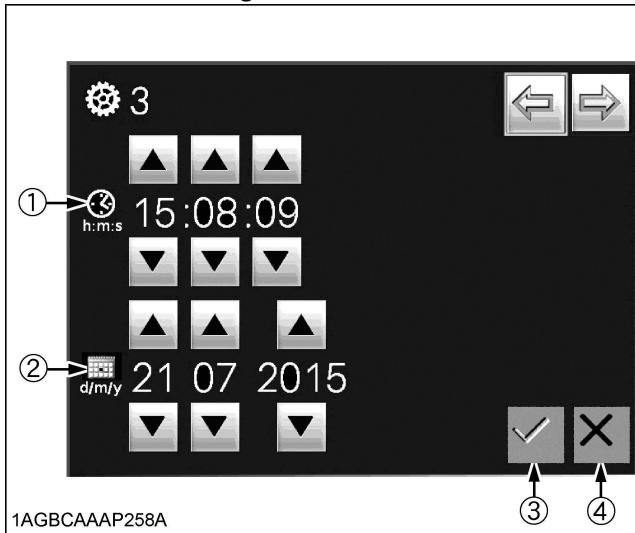 3
① 15:08:09
h:m:s
② 21 07 2015
d/m/y
③ ④
1AGBCAAAP258A